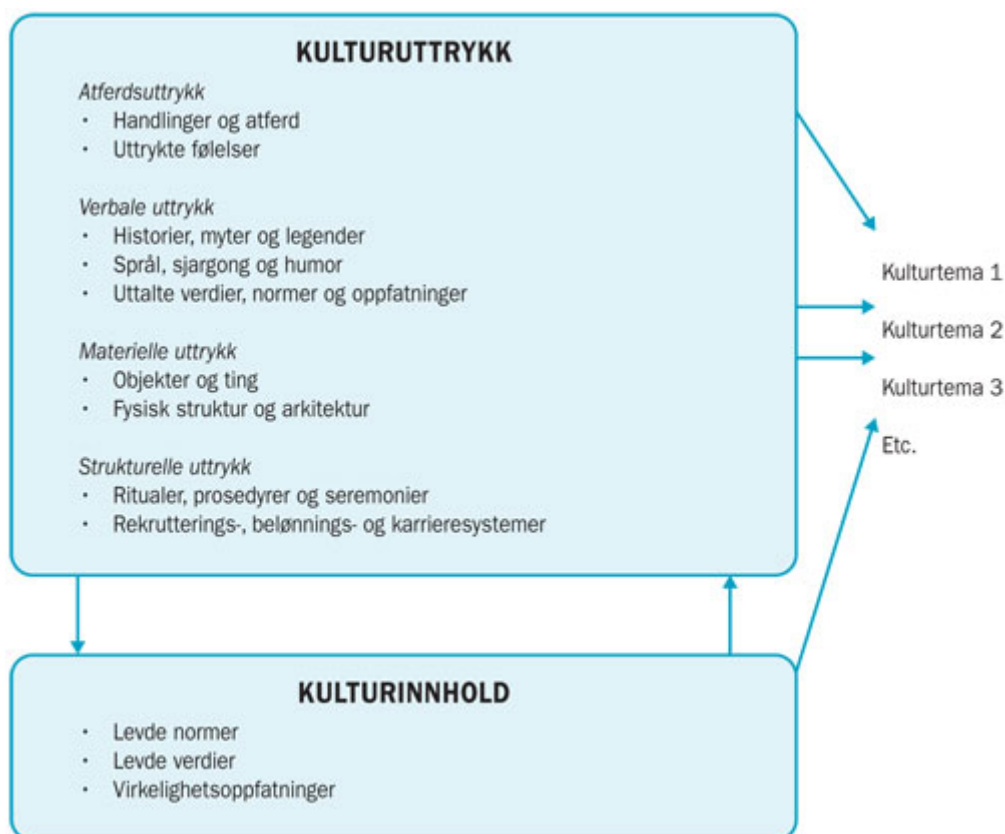 KULTURUTTRYKK
Atferdsuttrykk
· Handlinger og atferd
· Uttrykte følelser
Verbale uttrykk
· Historier, myter og legender
· Språl, sjargong og humor
· Uttalte verdier, normer og oppfatninger
Materielle uttrykk
· Objekter og ting
· Fysisk struktur og arkitektur
Strukturelle uttrykk
· Ritualer, prosedyrer og seremonier
· Rekrutterings-, belønnings- og karrieresystemer
Kulturtema 1
Kulturtema 2
Kulturtema 3
Etc.
KULTURINNHOLD
· Levde normer
· Levde verdier
· Virkelighetsoppfatninger